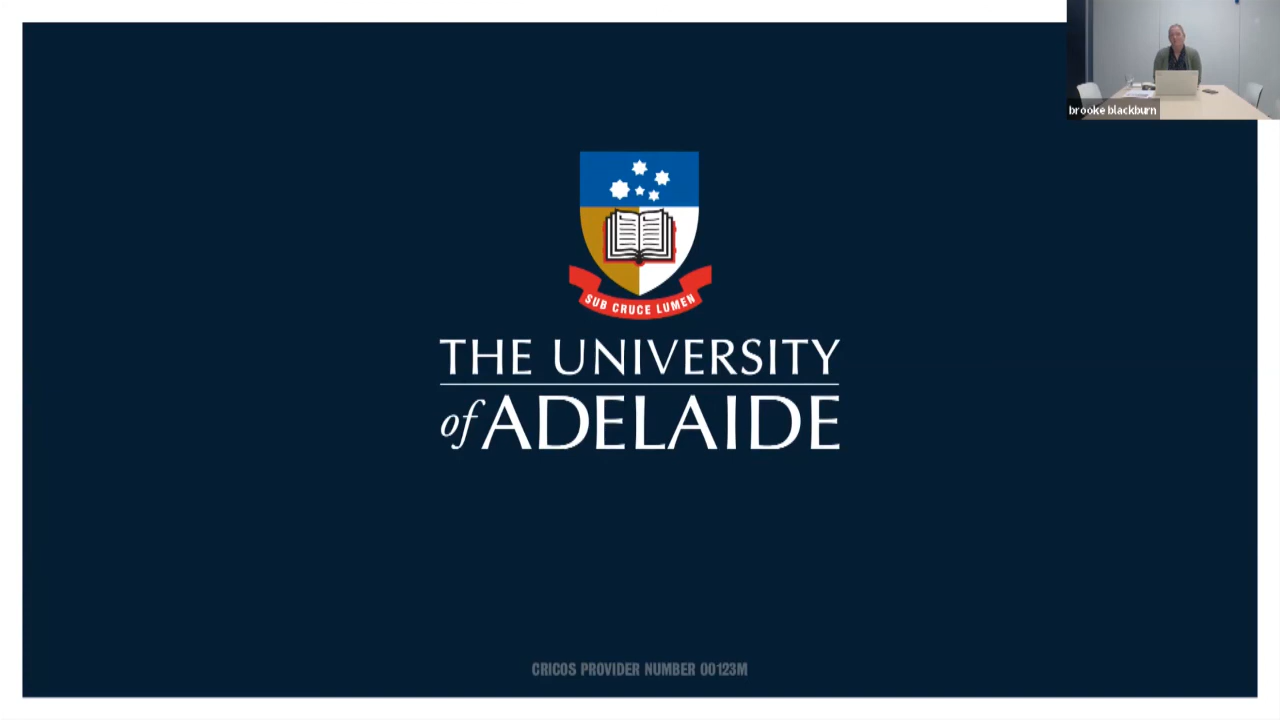 brooke blackburn
SUB CRUCE LUMEN
THE UNIVERSITY
of ADELAIDE
CRICOS PROVIDER NUMBER 00123M